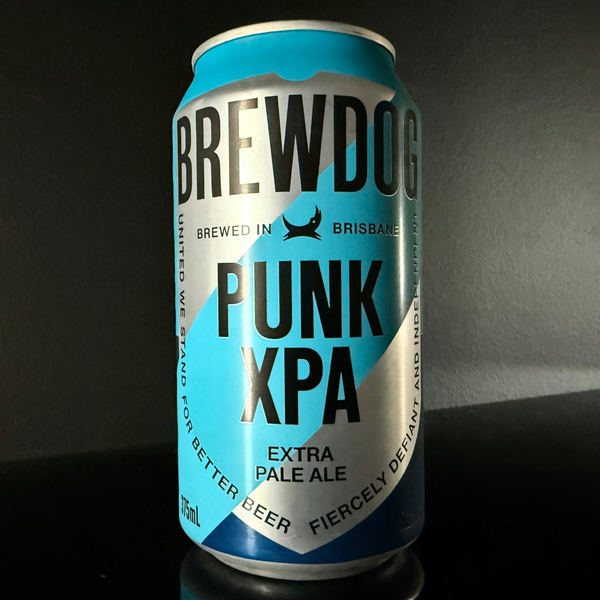 BREWDOG
BREWED IN BRISBANE
PUNK
XPA
EXTRA
PALE ALE
UNITED WE STAND FOR BETTER BEER
FIERCELY DEFIANT AND INDEPENDENT
375mL